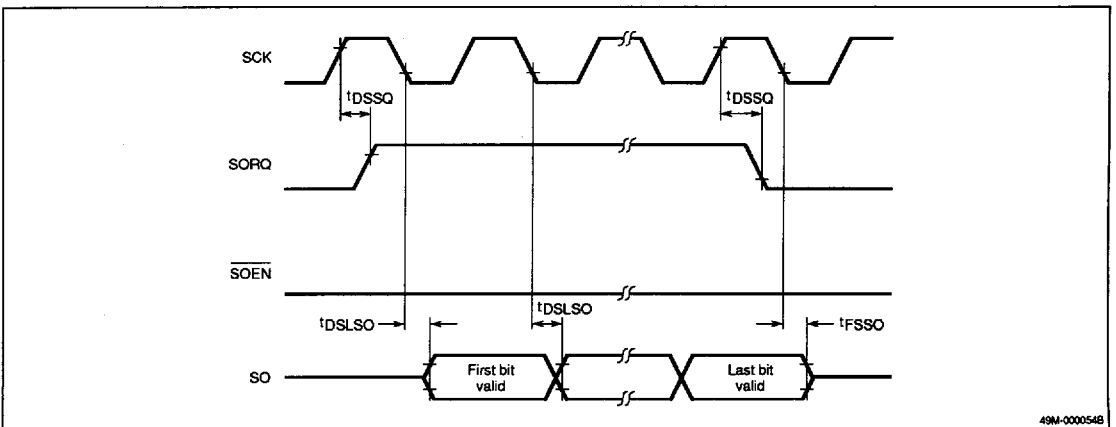 SCK
tDSSQ
tDSSQ
SORQ
SOEN
tDSLSO
tDSLSO
tFSSO
SO
First bit
valid
Last bit
valid
49M-000054B